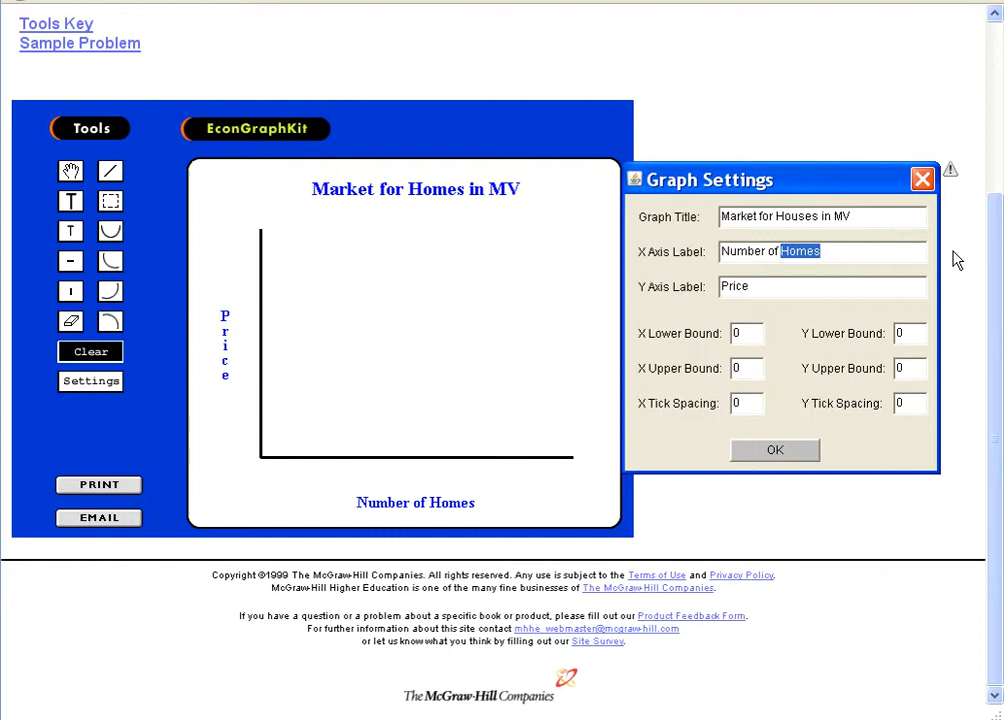 Tools Key
Sample Problem
Tools
EconGraphKit
Market for Homes in MV
T
T
Price
Clear
Settings
Number of Homes
PRINT
EMAIL
Graph Settings
Graph Title: Market for Houses in MV
X Axis Label: Number of Homes
Y Axis Label: Price
X Lower Bound: 0 Y Lower Bound: 0
X Upper Bound: 0 Y Upper Bound: 0
X Tick Spacing: 0 Y Tick Spacing: 0
OK
Copyright ©1999 The McGraw-Hill Companies. All rights reserved. Any use is subject to the Terms of Use and Privacy Policy.
McGraw-Hill Higher Education is one of the many fine businesses of The McGraw-Hill Companies.
If you have a question or a problem about a specific book or product, please fill out our Product Feedback Form.
For further information about this site contact mhhe_webmaster@mcgraw-hill.com
or let us know what you think by filling out our Site Survey.
The McGraw-Hill Companies